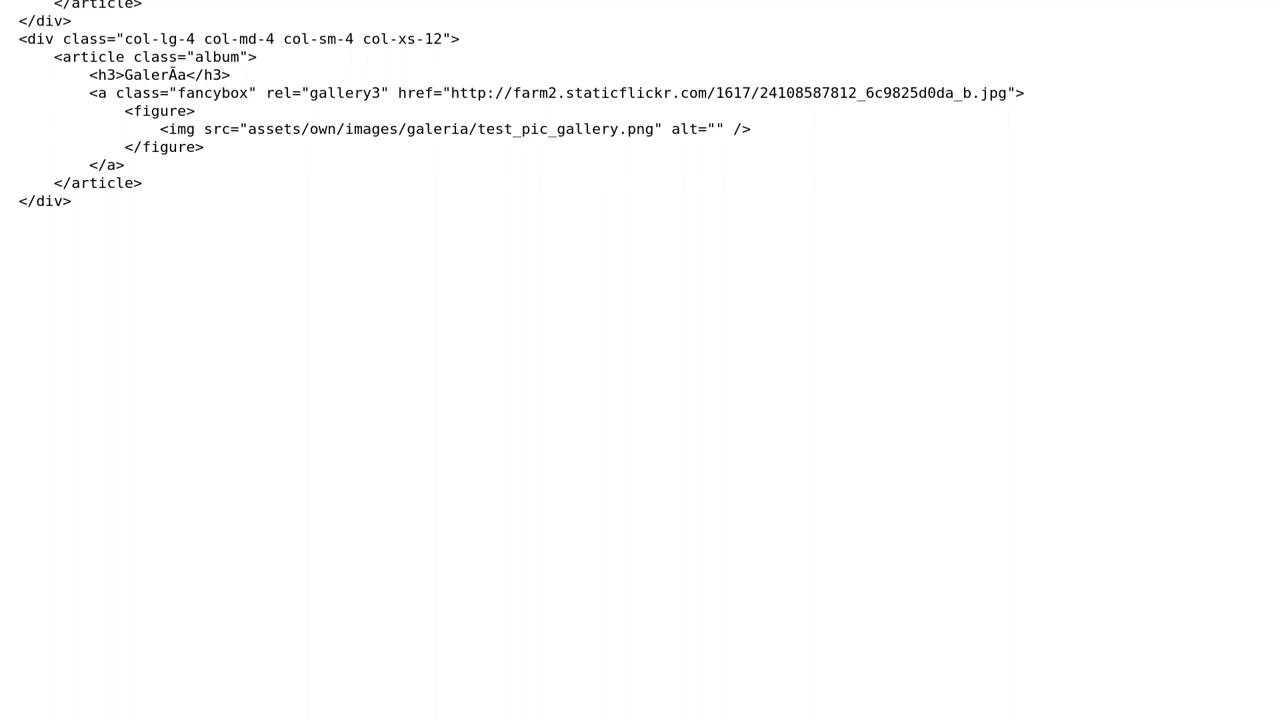 </article>
</div>
<div class="col-lg-4 col-md-4 col-sm-4 col-xs-12">
<article class="album">
<h3>GalerÃa</h3>
<a class="fancybox" rel="gallery3" href="http://farm2.staticflickr.com/1617/24108587812_6c9825d0da_b.jpg">
<figure>
<img src="assets/own/images/galeria/test_pic_gallery.png" alt="" />
</figure>
</a>
</article>
</div>